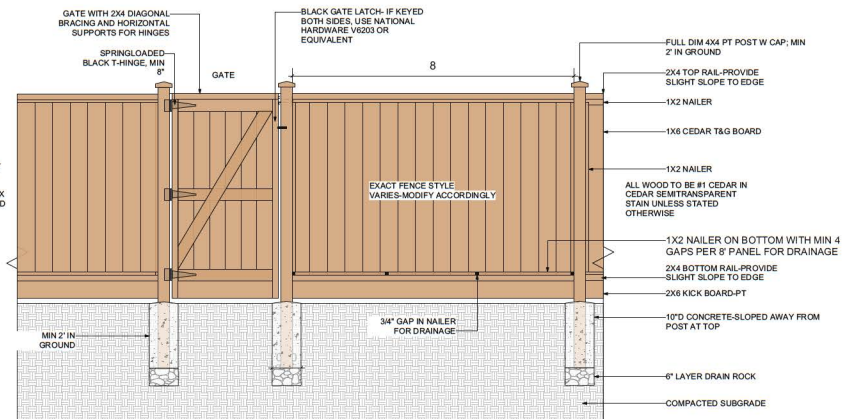 GATE WITH 2X4 DIAGONAL
BRACING AND HORIZONTAL
SUPPORTS FOR HINGES
SPRINGLOADED
BLACK T-HINGE, MIN
8"
GATE
BLACK GATE LATCH- IF KEYED
BOTH SIDES, USE NATIONAL
HARDWARE V6203 OR
EQUIVALENT
8
FULL DIM 4X4 PT POST W CAP; MIN
2' IN GROUND
2X4 TOP RAIL-PROVIDE
SLIGHT SLOPE TO EDGE
1X2 NAILER
1X6 CEDAR T&G BOARD
1X2 NAILER
ALL WOOD TO BE #1 CEDAR IN
CEDAR SEMITRANSPARENT
STAIN UNLESS STATED
OTHERWISE
X
D
EXACT FENCE STYLE
VARIES-MODIFY ACCORDINGLY
1X2 NAILER ON BOTTOM WITH MIN 4
GAPS PER 8' PANEL FOR DRAINAGE
2X4 BOTTOM RAIL-PROVIDE
SLIGHT SLOPE TO EDGE
2X6 KICK BOARD-PT
3/4" GAP IN NAILER
FOR DRAINAGE
MIN 2' IN
GROUND
10"D CONCRETE-SLOPED AWAY FROM
POST AT TOP
6" LAYER DRAIN ROCK
COMPACTED SUBGRADE